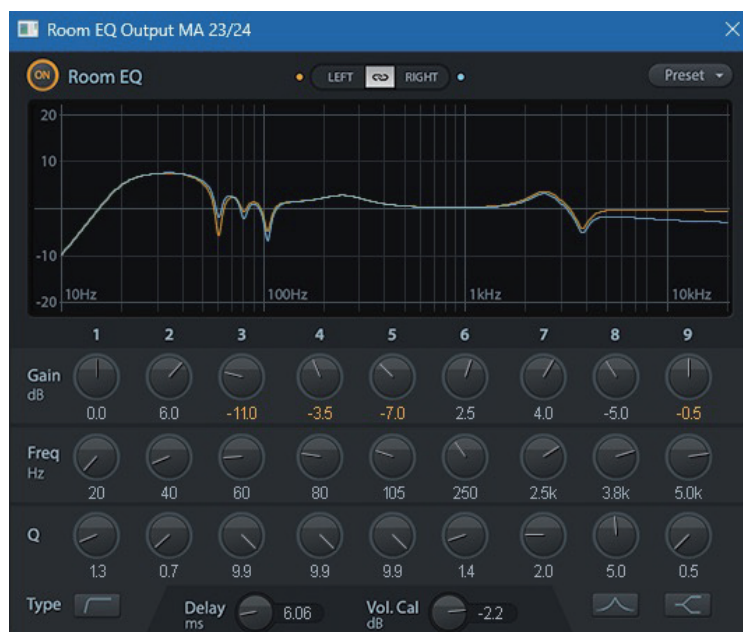 Room EQ Output MA 23/24
ON Room EQ LEFT RIGHT Preset
20
10
-10
-20 10Hz 100Hz 1kHz 10kHz
1 2 3 4 5 6 7 8 9
Gain
dB
0.0 6.0 -11.0 -3.5 -7.0 2.5 4.0 -5.0 -0.5
Freq
Hz
20 40 60 80 105 250 2.5k 3.8k 5.0k
Q
1.3 0.7 9.9 9.9 9.9 1.4 2.0 5.0 0.5
Type Delay 6.06 Vol. Cal -2.2
ms dB